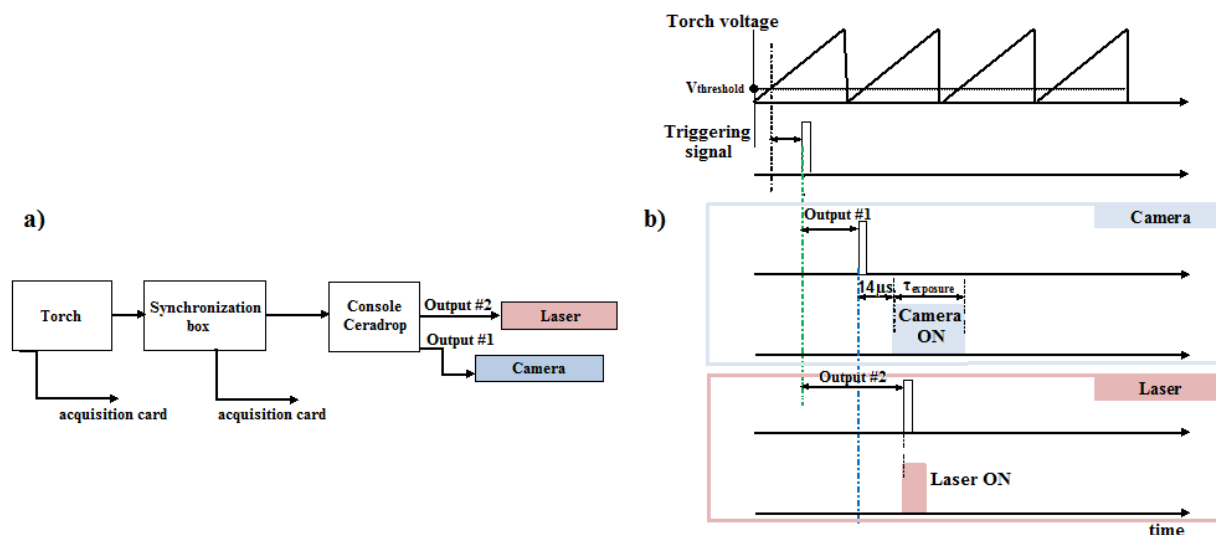 a)
Torch
Synchronization
box
Console
Ceradrop
Output #2
Laser
Output #1
Camera
acquisition card
acquisition card
b)
Torch voltage
Vthreshold
Triggering
signal
Camera
Output #1
14µs
τexposure
Camera
ON
Laser
Output #2
Laser ON
time